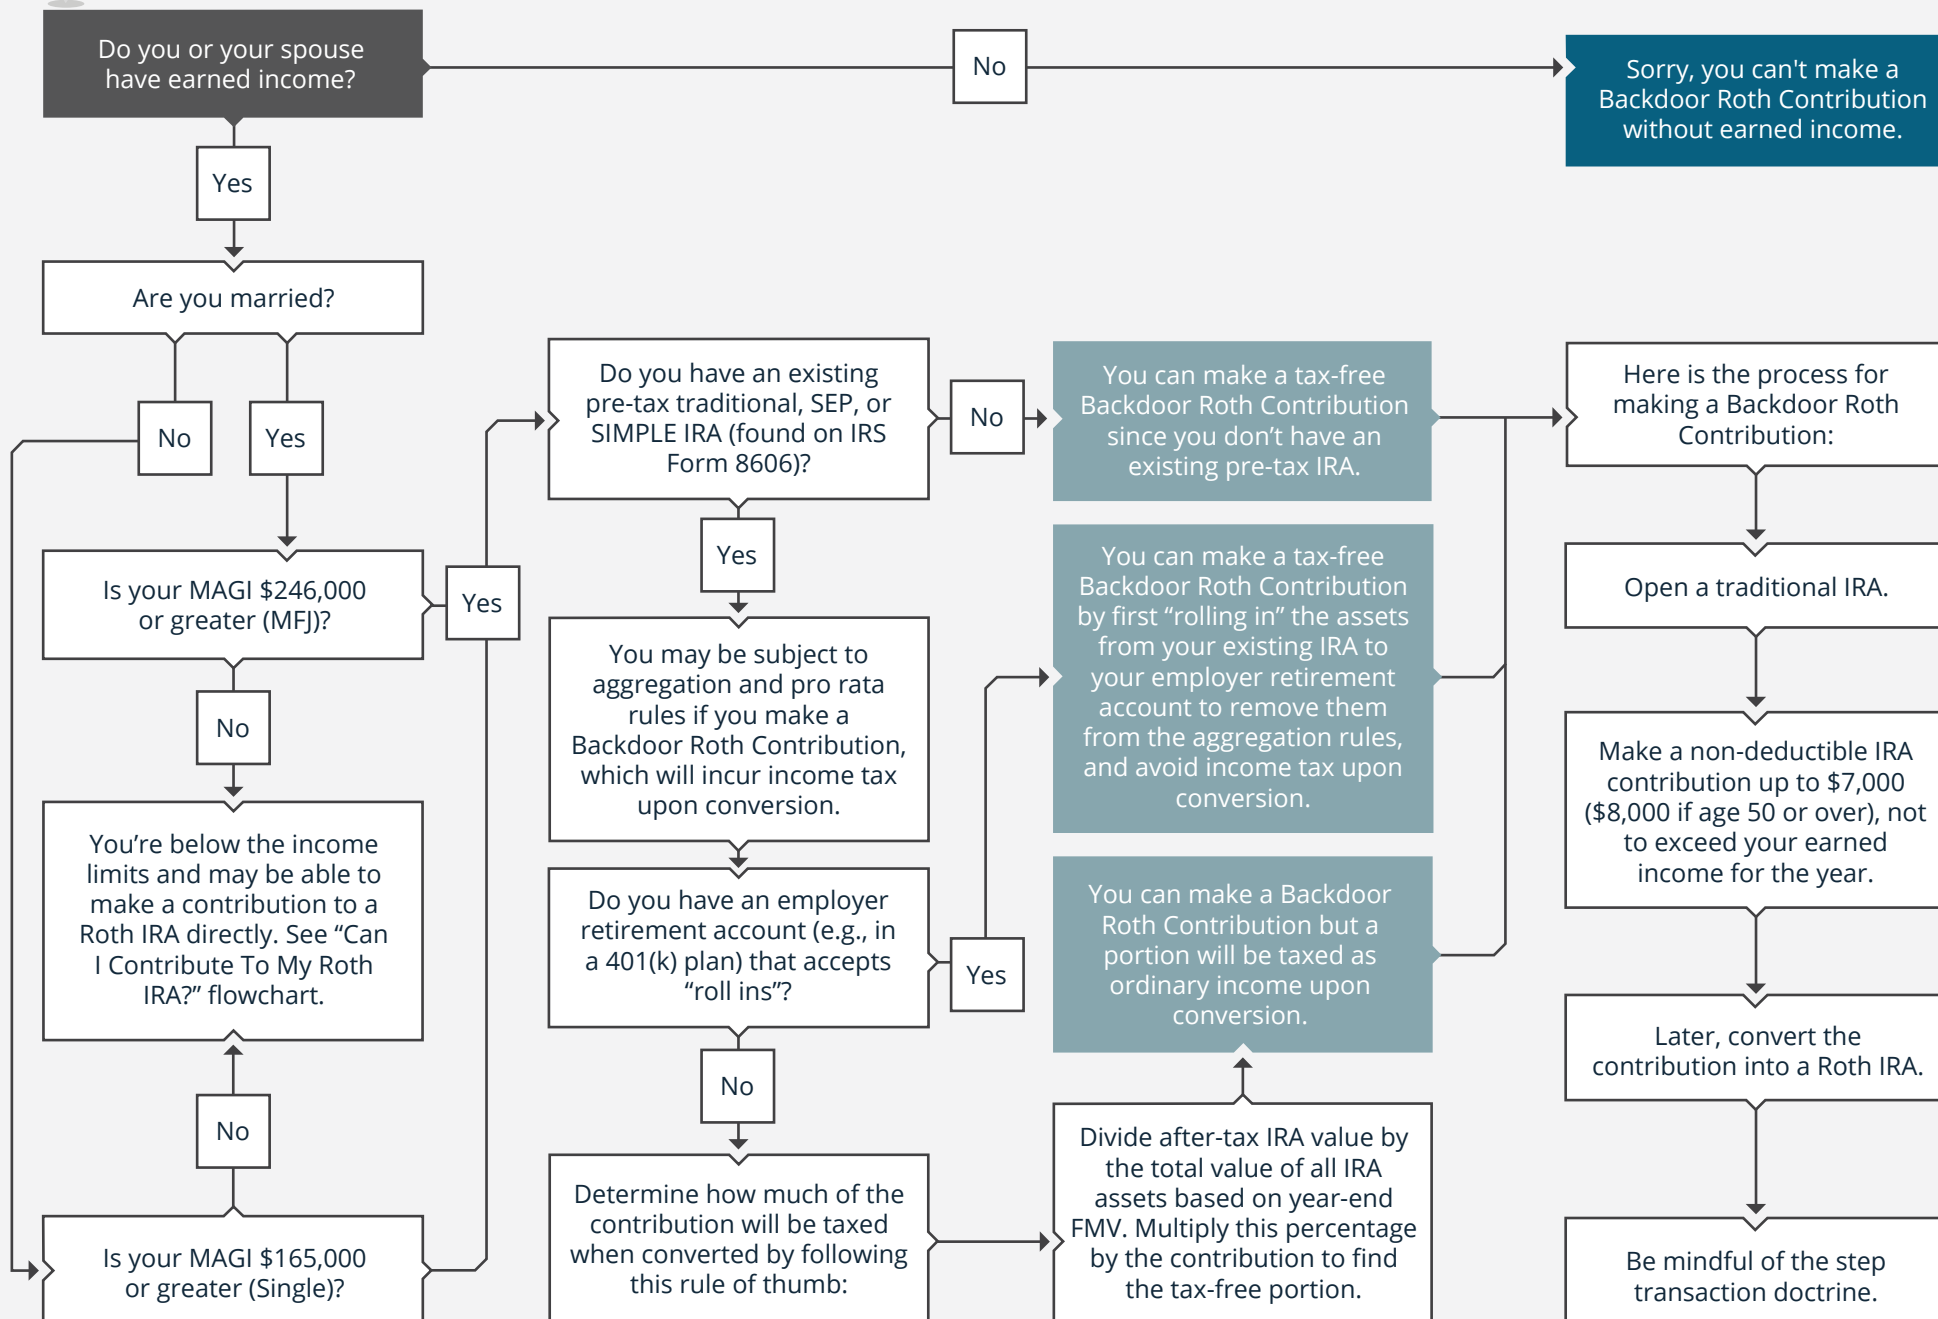 Do you or your spouse
have earned income?
No
Sorry, you can't make a
Backdoor Roth Contribution
without earned income.
Yes
Are you married?
No
Yes
Is your MAGI $246,000
or greater (MFJ)?
Yes
No
You’re below the income
limits and may be able to
make a contribution to a
Roth IRA directly. See “Can
I Contribute To My Roth
IRA?” flowchart.
No
Is your MAGI $165,000
or greater (Single)?
Do you have an existing
pre-tax traditional, SEP, or
SIMPLE IRA (found on IRS
Form 8606)?
No
Yes
You may be subject to
aggregation and pro rata
rules if you make a
Backdoor Roth Contribution,
which will incur income tax
upon conversion.
Do you have an employer
retirement account (e.g., in
a 401(k) plan) that accepts
“roll ins”?
Yes
No
Determine how much of the
contribution will be taxed
when converted by following
this rule of thumb:
You can make a tax-free
Backdoor Roth Contribution
since you don’t have an
existing pre-tax IRA.
You can make a tax-free
Backdoor Roth Contribution
by first “rolling in” the assets
from your existing IRA to
your employer retirement
account to remove them
from the aggregation rules,
and avoid income tax upon
conversion.
You can make a Backdoor
Roth Contribution but a
portion will be taxed as
ordinary income upon
conversion.
Divide after-tax IRA value by
the total value of all IRA
assets based on year-end
FMV. Multiply this percentage
by the contribution to find
the tax-free portion.
Here is the process for
making a Backdoor Roth
Contribution:
Open a traditional IRA.
Make a non-deductible IRA
contribution up to $7,000
($8,000 if age 50 or over), not
to exceed your earned
income for the year.
Later, convert the
contribution into a Roth IRA.
Be mindful of the step
transaction doctrine.